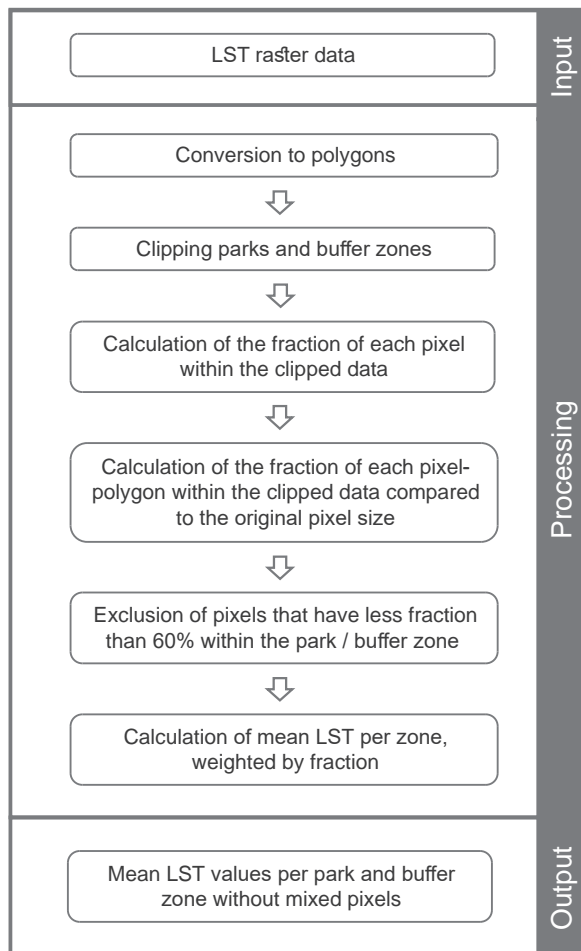 LST raster data
Input
Conversion to polygons
Clipping parks and buffer zones
Calculation of the fraction of each pixel
within the clipped data
Calculation of the fraction of each pixel-
polygon within the clipped data compared
to the original pixel size
Exclusion of pixels that have less fraction
than 60% within the park / buffer zone
Calculation of mean LST per zone,
weighted by fraction
Processing
Mean LST values per park and buffer
zone without mixed pixels
Output